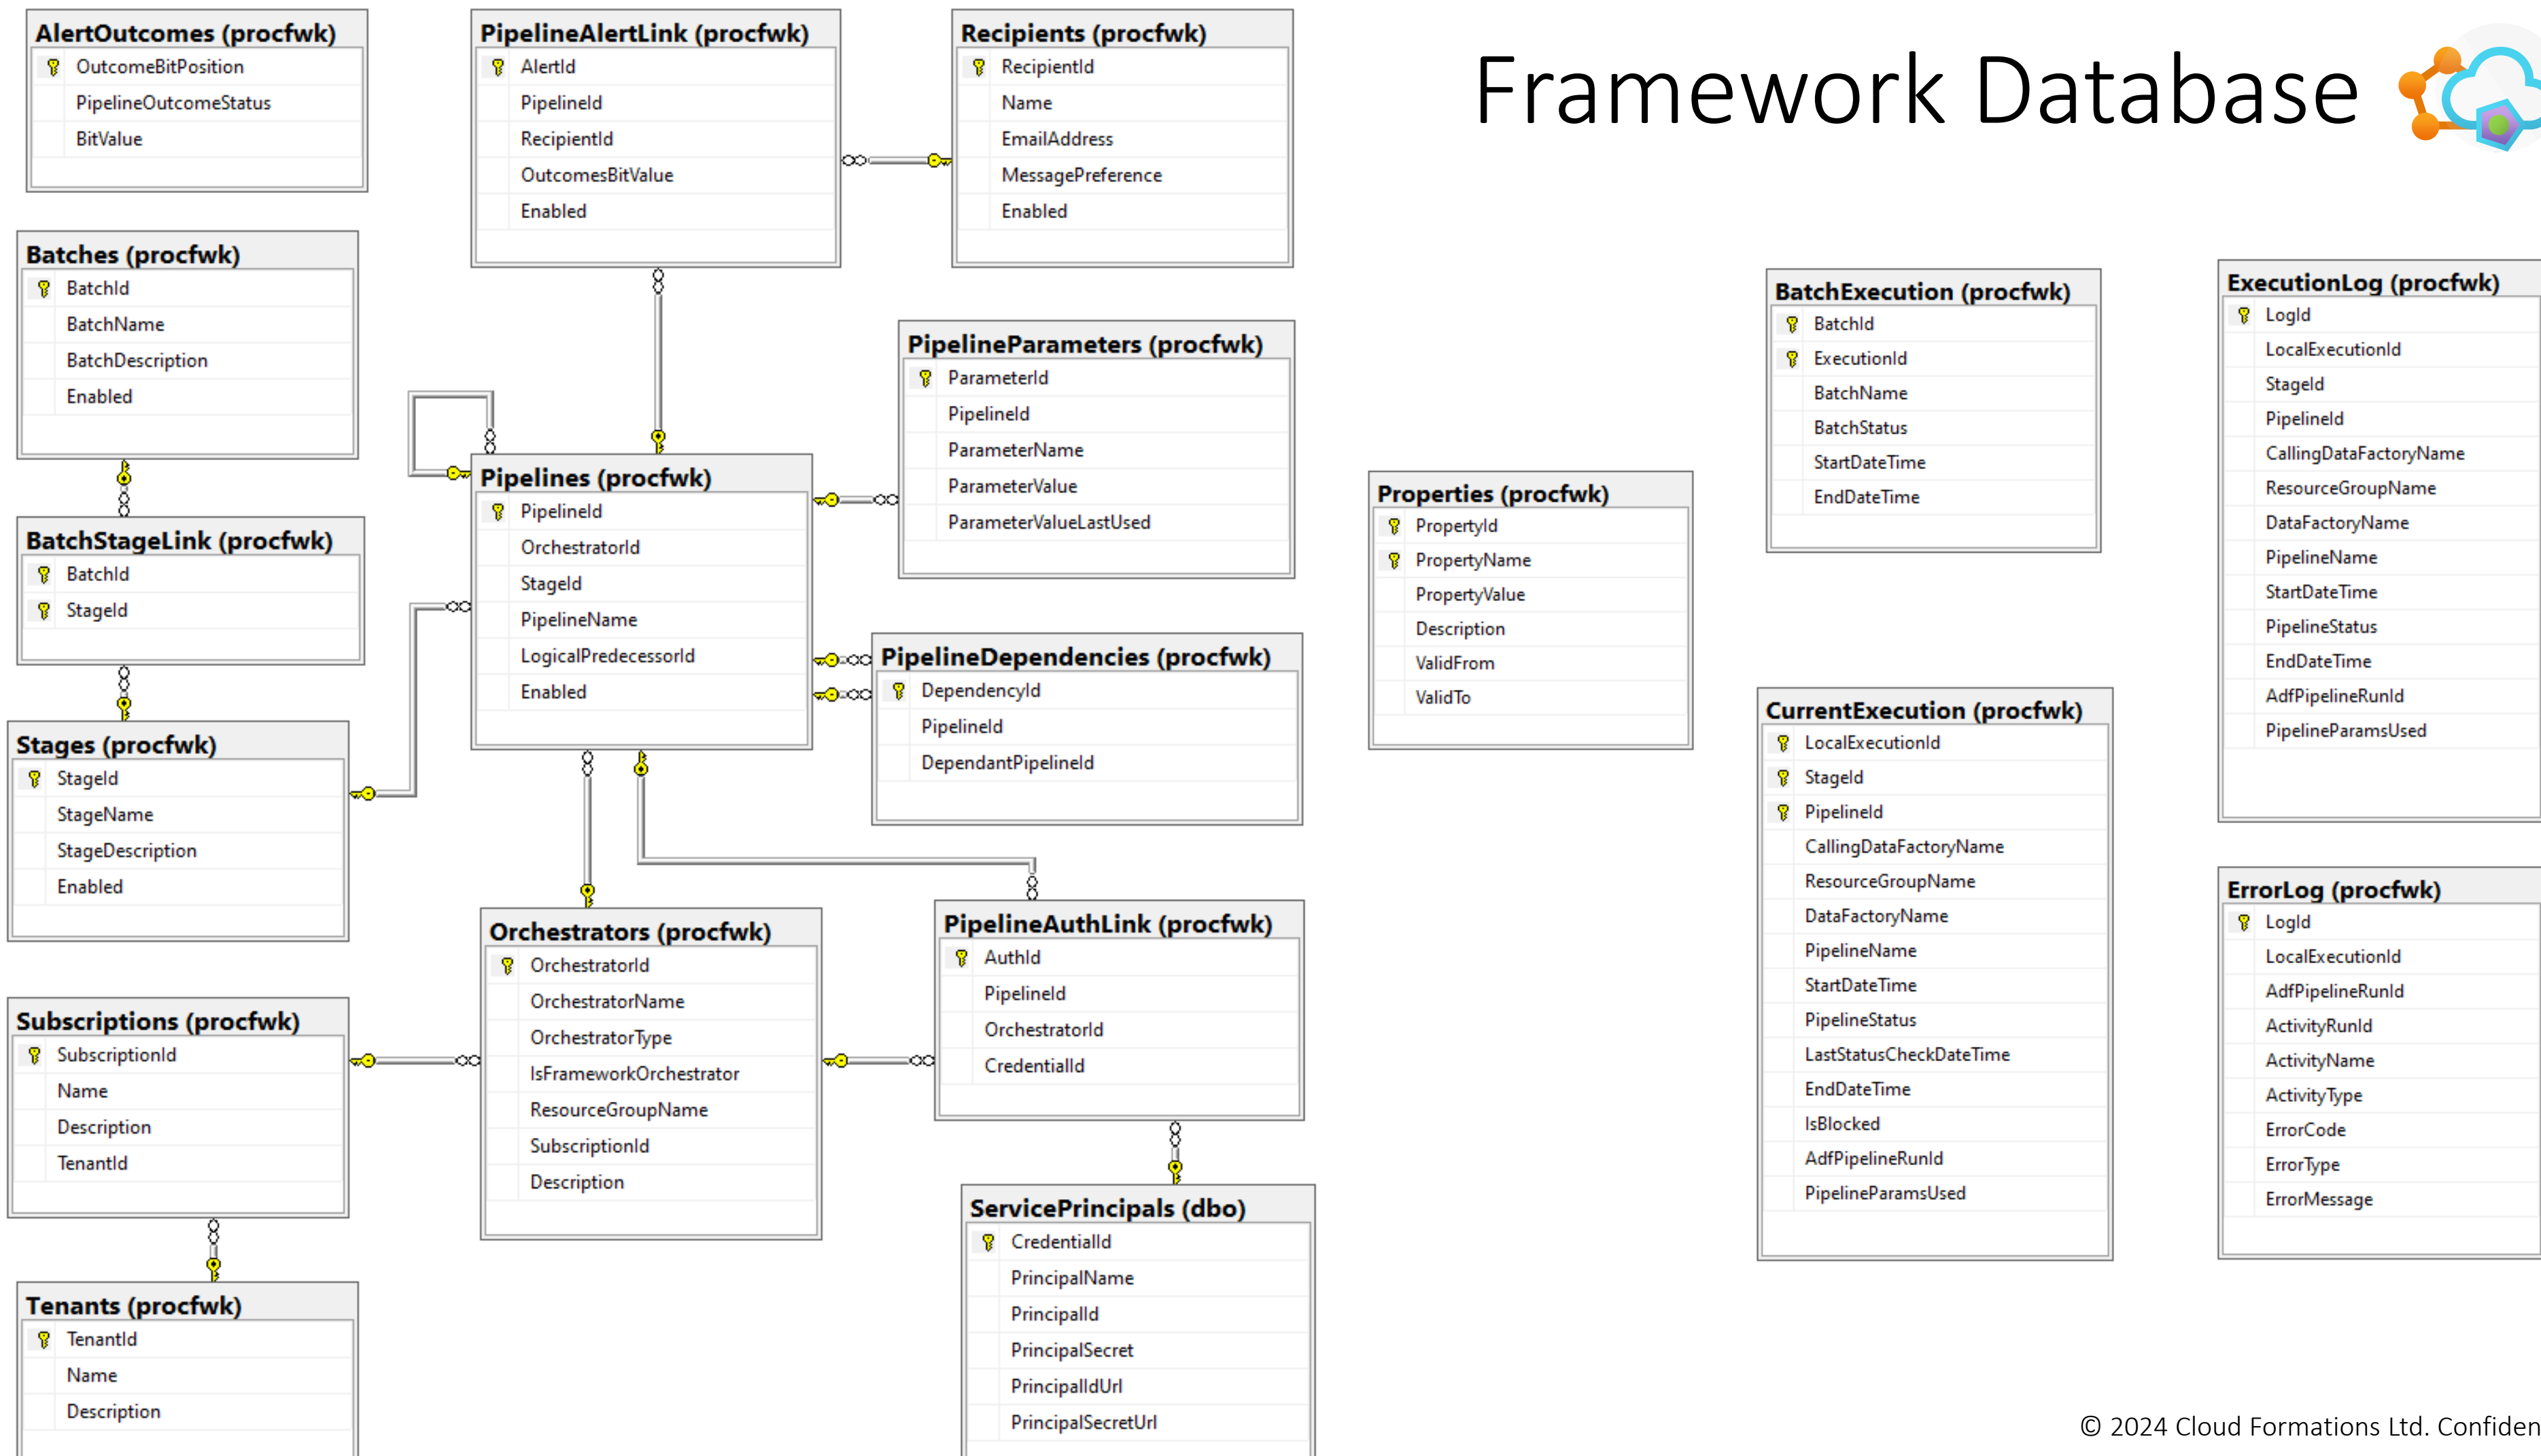 Framework Database
AlertOutcomes (procfwk)
OutcomeBitPosition
PipelineOutcomeStatus
BitValue
PipelineAlertLink (procfwk)
AlertId
PipelineId
RecipientId
OutcomesBitValue
Enabled
Recipients (procfwk)
RecipientId
Name
EmailAddress
MessagePreference
Enabled
Batches (procfwk)
BatchId
BatchName
BatchDescription
Enabled
BatchStageLink (procfwk)
BatchId
StageId
Stages (procfwk)
StageId
StageName
StageDescription
Enabled
Subscriptions (procfwk)
SubscriptionId
Name
Description
TenantId
Tenants (procfwk)
TenantId
Name
Description
Pipelines (procfwk)
PipelineId
OrchestratorId
StageId
PipelineName
LogicalPredecessorId
Enabled
PipelineParameters (procfwk)
ParameterId
PipelineId
ParameterName
ParameterValue
ParameterValueLastUsed
PipelineDependencies (procfwk)
DependencyId
PipelineId
DependantPipelineId
Orchestrators (procfwk)
OrchestratorId
OrchestratorName
OrchestratorType
IsFrameworkOrchestrator
ResourceGroupName
SubscriptionId
Description
PipelineAuthLink (procfwk)
AuthId
PipelineId
OrchestratorId
CredentialId
ServicePrincipals (dbo)
CredentialId
PrincipalName
PrincipalId
PrincipalSecret
PrincipalIdUrl
PrincipalSecretUrl
Properties (procfwk)
PropertyId
PropertyName
PropertyValue
Description
ValidFrom
ValidTo
BatchExecution (procfwk)
BatchId
ExecutionId
BatchName
BatchStatus
StartDateTime
EndDateTime
CurrentExecution (procfwk)
LocalExecutionId
StageId
PipelineId
CallingDataFactoryName
ResourceGroupName
DataFactoryName
PipelineName
StartDateTime
PipelineStatus
LastStatusCheckDateTime
EndDateTime
IsBlocked
AdfPipelineRunId
PipelineParamsUsed
ExecutionLog (procfwk)
LogId
LocalExecutionId
StageId
PipelineId
CallingDataFactoryName
ResourceGroupName
DataFactoryName
PipelineName
StartDateTime
PipelineStatus
EndDateTime
AdfPipelineRunId
PipelineParamsUsed
ErrorLog (procfwk)
LogId
LocalExecutionId
AdfPipelineRunId
ActivityRunId
ActivityName
ActivityType
ErrorCode
ErrorType
ErrorMessage
© 2024 Cloud Formations Ltd. Confiden